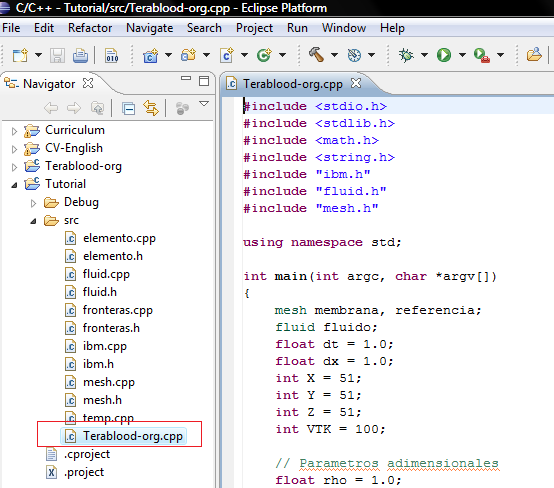 C/C++ - Tutorial/src/Terablood-org.cpp - Eclipse Platform
File Edit Refactor Navigate Search Project Run Window Help
Navigator
Curriculum
CV-English
Terablood-org
Tutorial
Debug
src
elemento.cpp
elemento.h
fluid.cpp
fluid.h
fronteras.cpp
fronteras.h
ibm.cpp
ibm.h
mesh.cpp
mesh.h
temp.cpp
Terablood-org.cpp
.cproject
.project
Terablood-org.cpp
#include <stdio.h>
#include <stdlib.h>
#include <math.h>
#include <string.h>
#include "ibm.h"
#include "fluid.h"
#include "mesh.h"
using namespace std;
int main(int argc, char *argv[])
{
mesh membrana, referencia;
fluid fluido;
float dt = 1.0;
float dx = 1.0;
int X = 51;
int Y = 51;
int Z = 51;
int VTK = 100;
// Parametros adimensionales
float rho = 1.0;